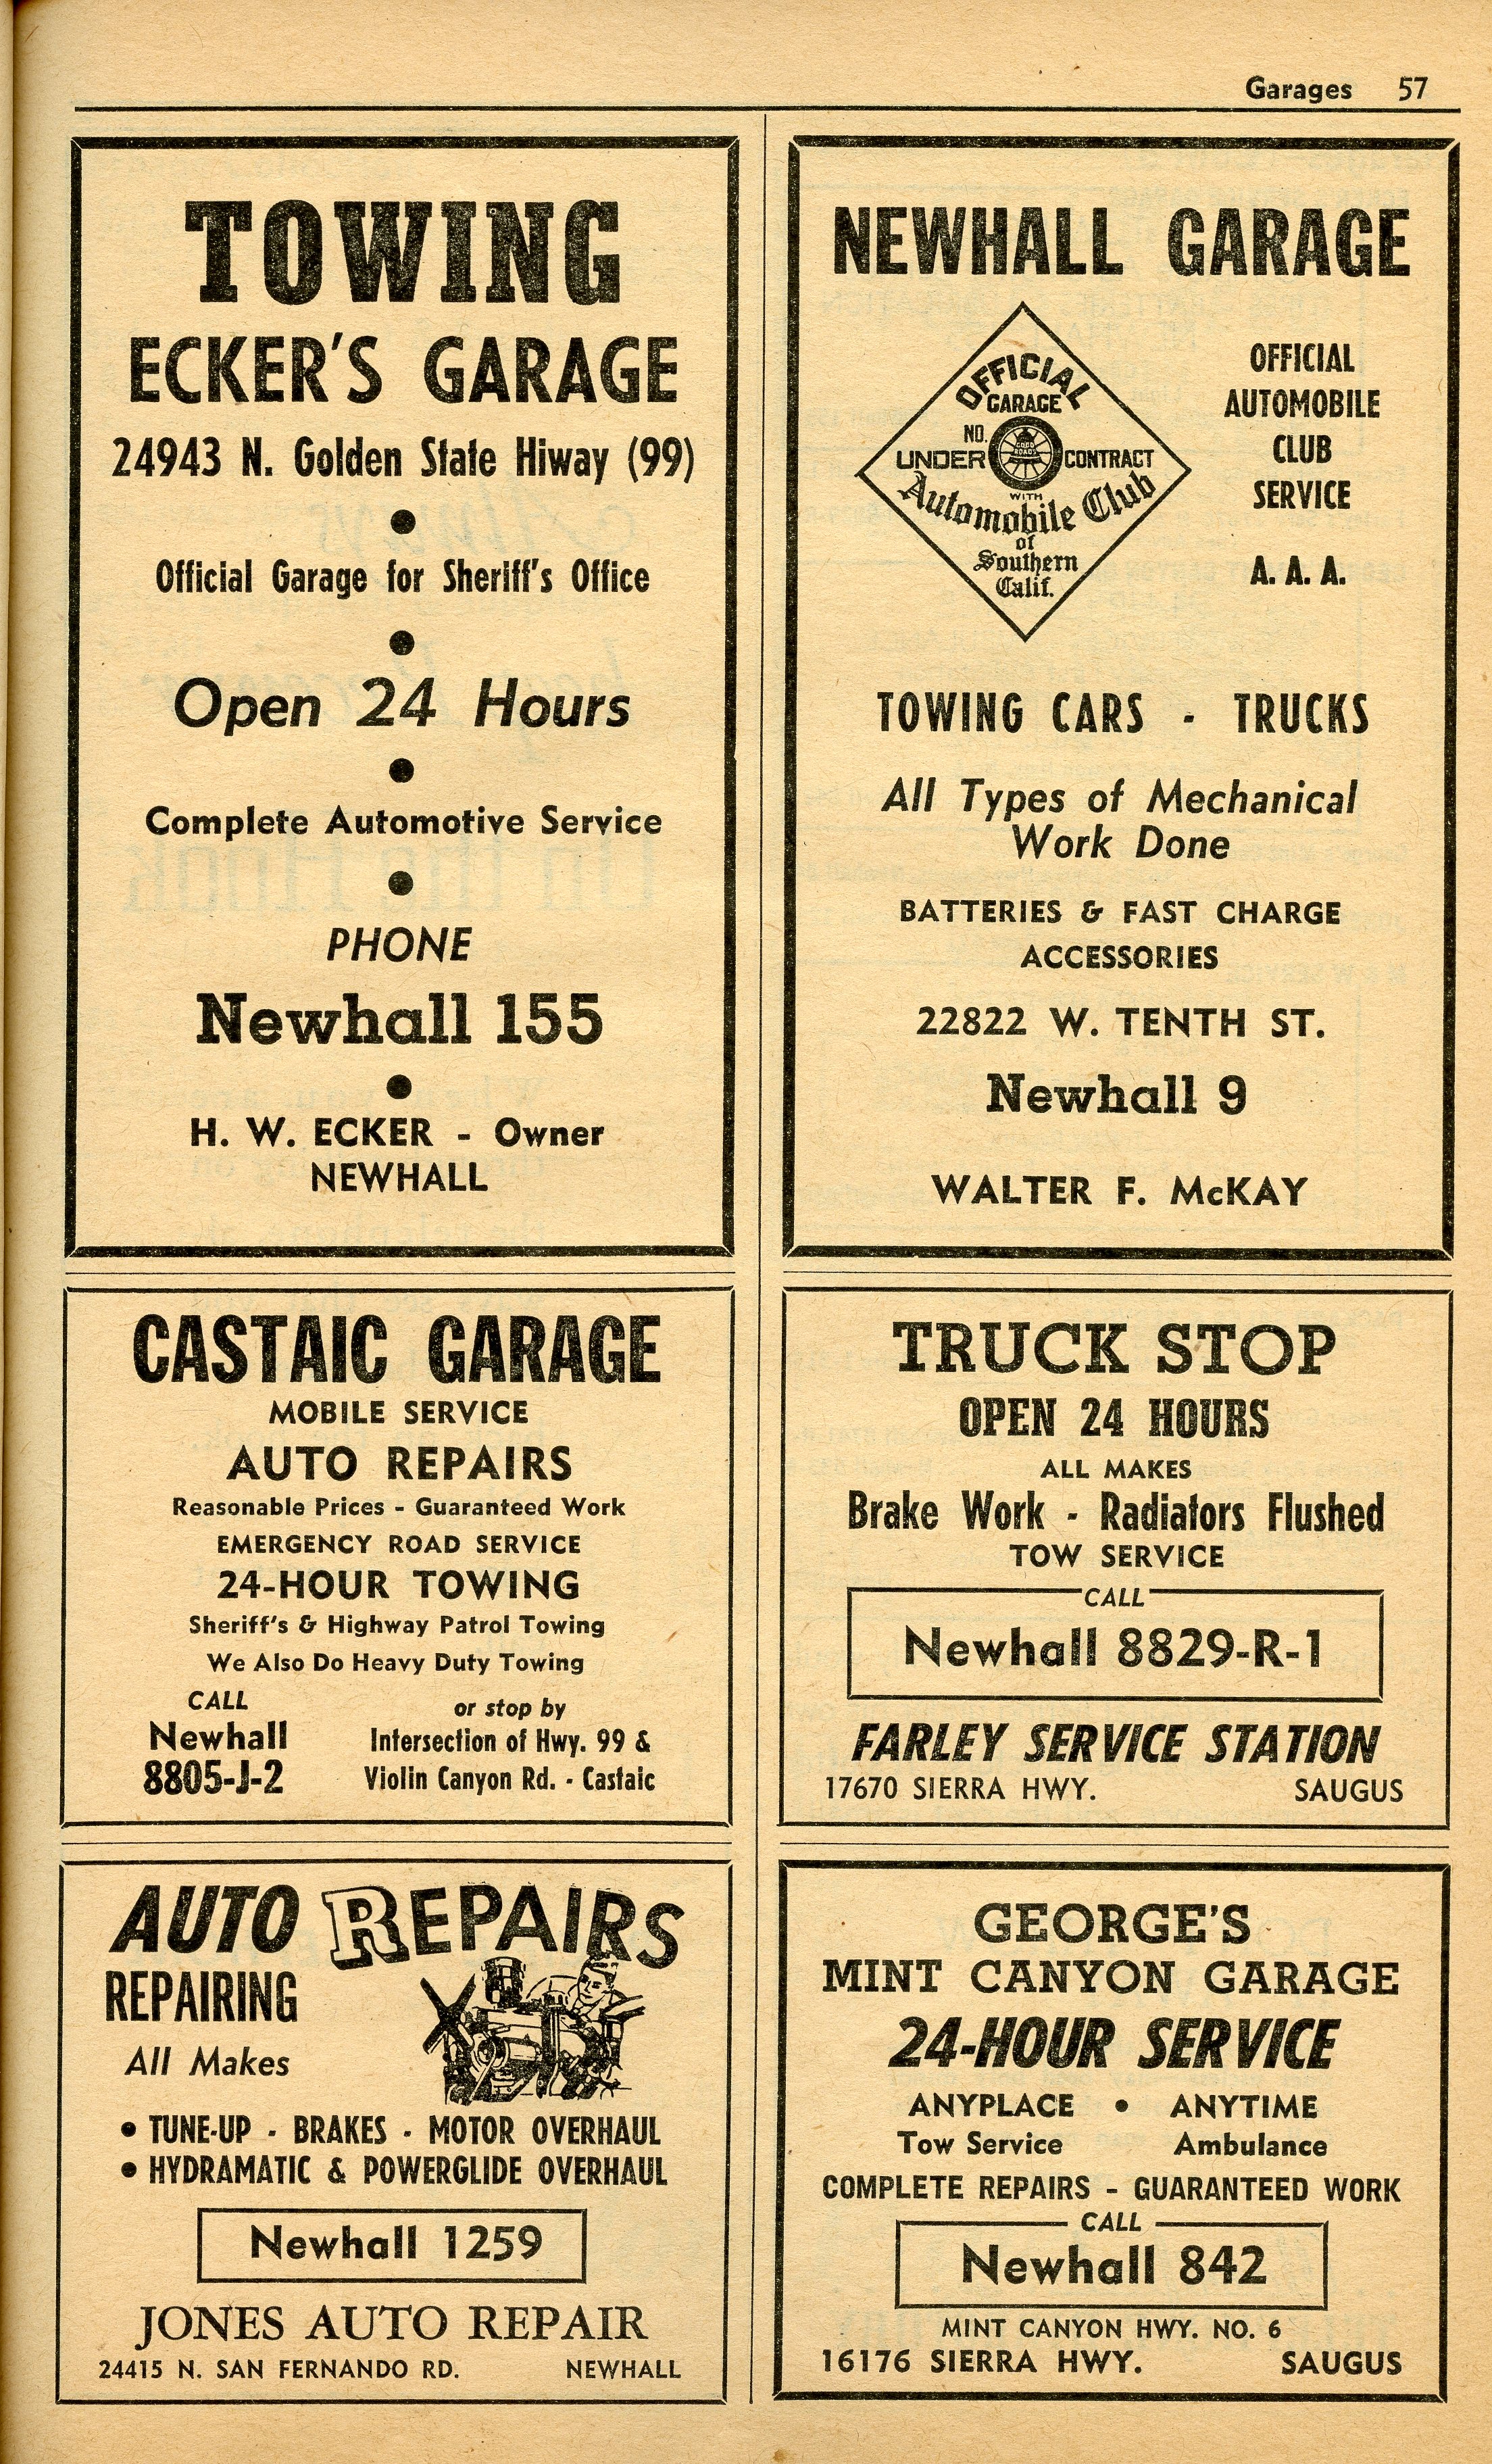 Garages 57
TOWING
ECKER'S GARAGE
24943 N. Golden State Hiway (99)
●
Official Garage for Sheriff's Office
●
Open 24 Hours
●
Complete Automotive Service
●
PHONE
Newhall 155
●
H. W. ECKER - Owner
NEWHALL
NEWHALL GARAGE
OFFICIAL
GARAGE
NO.
UNDER CONTRACT
GOOD
ROADS
WITH
Automobile Club
of
Southern
Calif.
OFFICIAL
AUTOMOBILE
CLUB
SERVICE
A. A. A.
TOWING CARS - TRUCKS
All Types of Mechanical
Work Done
BATTERIES & FAST CHARGE
ACCESSORIES
22822 W. TENTH ST.
Newhall 9
WALTER F. McKAY
CASTAIC GARAGE
MOBILE SERVICE
AUTO REPAIRS
Reasonable Prices - Guaranteed Work
EMERGENCY ROAD SERVICE
24-HOUR TOWING
Sheriff's & Highway Patrol Towing
We Also Do Heavy Duty Towing
CALL
Newhall
8805-J-2
or stop by
Intersection of Hwy. 99 &
Violin Canyon Rd. - Castaic
TRUCK STOP
OPEN 24 HOURS
ALL MAKES
Brake Work - Radiators Flushed
TOW SERVICE
CALL
Newhall 8829-R-1
FARLEY SERVICE STATION
17670 SIERRA HWY. SAUGUS
AUTO REPAIRS
REPAIRING
All Makes
● TUNE-UP - BRAKES - MOTOR OVERHAUL
● HYDRAMATIC & POWERGLIDE OVERHAUL
Newhall 1259
JONES AUTO REPAIR
24415 N. SAN FERNANDO RD. NEWHALL
GEORGE'S
MINT CANYON GARAGE
24-HOUR SERVICE
ANYPLACE ● ANYTIME
Tow Service Ambulance
COMPLETE REPAIRS - GUARANTEED WORK
CALL
Newhall 842
MINT CANYON HWY. NO. 6
16176 SIERRA HWY. SAUGUS